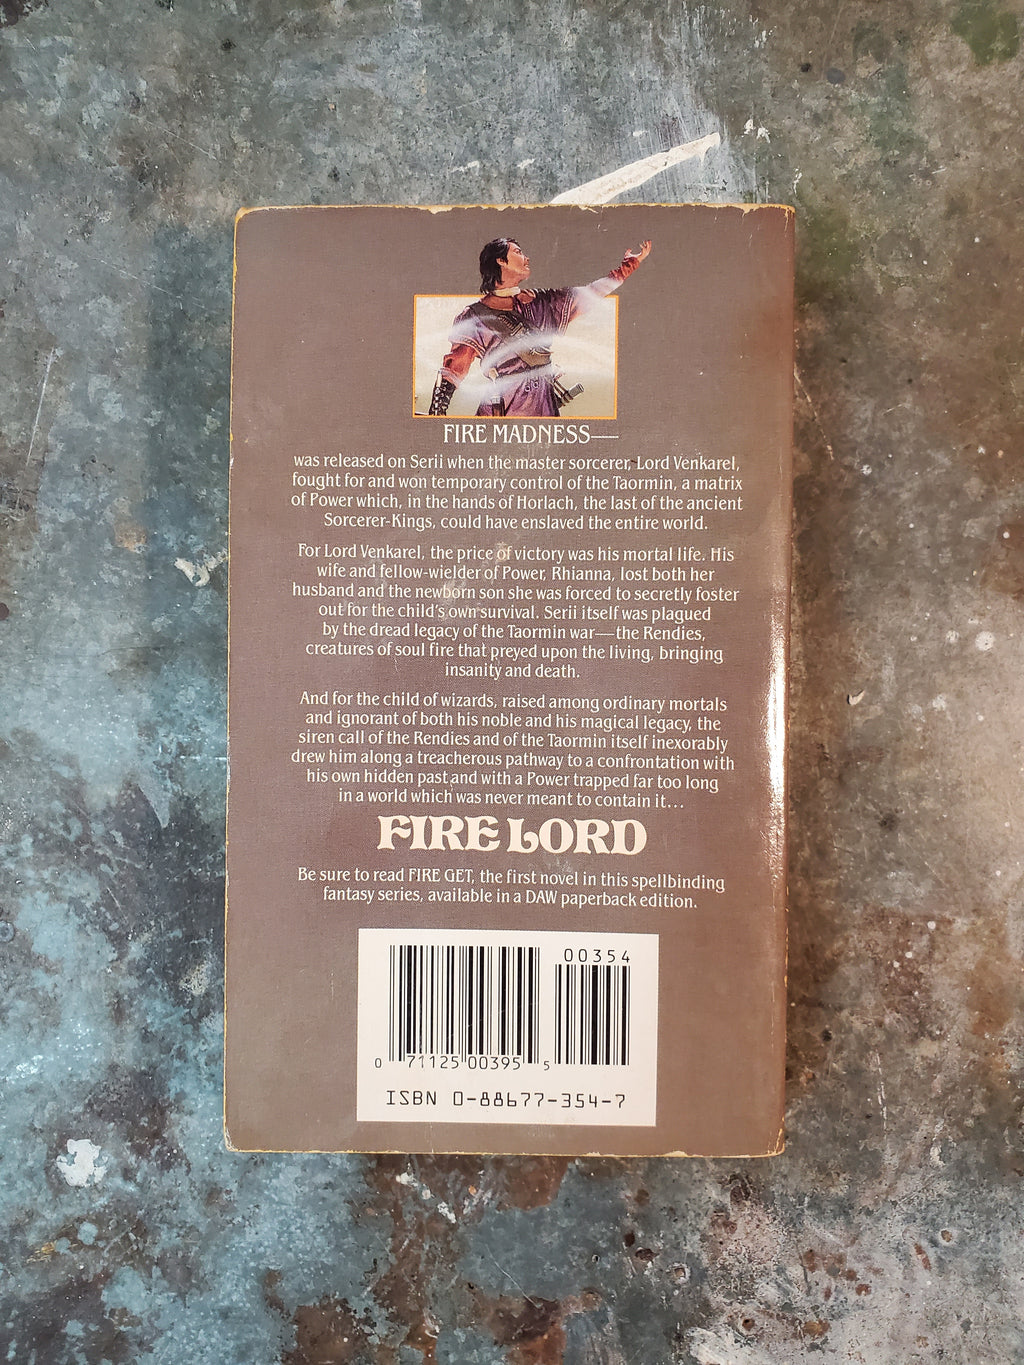 FIRE MADNESS—
was released on Serii when the master sorcerer, Lord Venkarel,
fought for and won temporary control of the Taormin, a matrix
of Power which, in the hands of Horlach, the last of the ancient
Sorcerer-Kings, could have enslaved the entire world.
For Lord Venkarel, the price of victory was his mortal life. His
wife and fellow-wielder of Power, Rhianna, lost both her
husband and the newborn son she was forced to secretly foster
out for the child's own survival. Serii itself was plagued
by the dread legacy of the Taormin war—the Rendies,
creatures of soul fire that preyed upon the living, bringing
insanity and death.
And for the child of wizards, raised among ordinary mortals
and ignorant of both his noble and his magical legacy, the
siren call of the Rendies and of the Taormin itself inexorably
drew him along a treacherous pathway to a confrontation with
his own hidden past and with a Power trapped far too long
in a world which was never meant to contain it...
FIRE LORD
Be sure to read FIRE GET, the first novel in this spellbinding
fantasy series, available in a DAW paperback edition.
00354
0 71125 00395 5
ISBN 0-88677-354-7